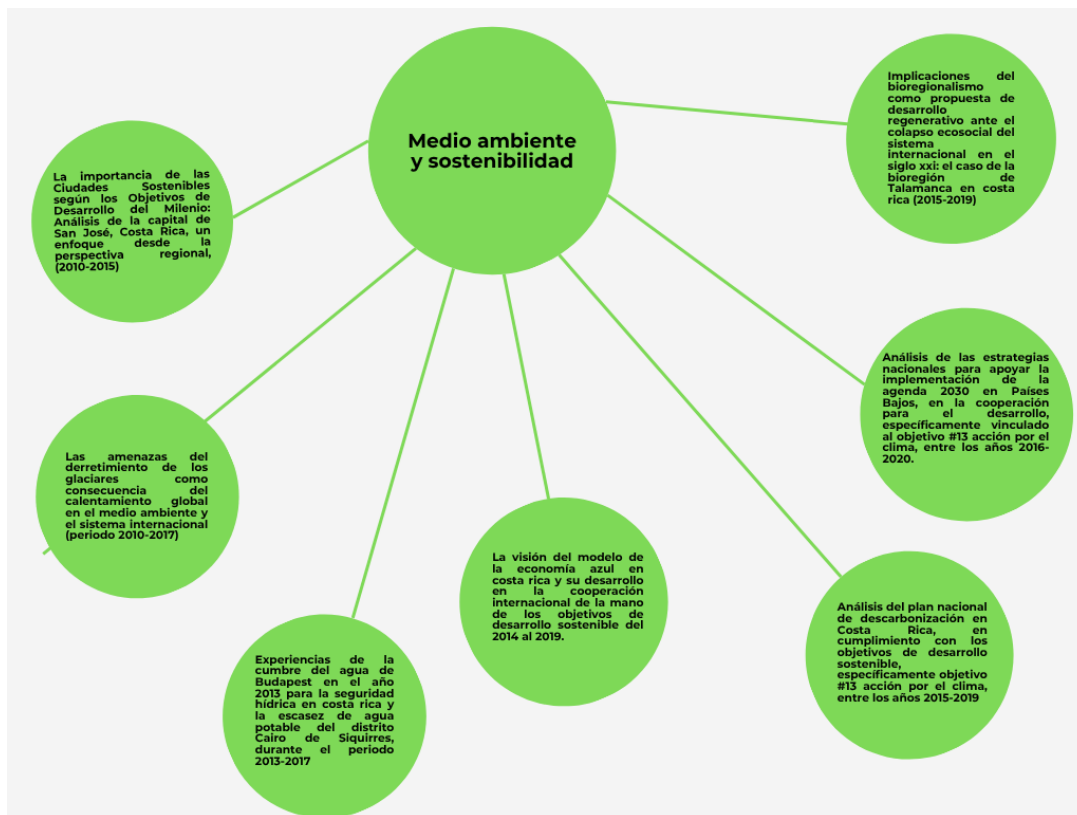 Medio ambiente
y sostenibilidad
La importancia de las
Ciudades Sostenibles
según los Objetivos de
Desarrollo del Milenio:
Análisis de la capital de
San José, Costa Rica, un
enfoque desde la
perspectiva regional,
(2010-2015)
Las amenazas del
derretimiento de los
glaciares como
consecuencia del
calentamiento global
en el medio ambiente y
el sistema internacional
(periodo 2010-2017)
Experiencias de la
cumbre del agua de
Budapest en el año
2013 para la seguridad
hídrica en costa rica y
la escasez de agua
potable del distrito
Cairo de Siquirres,
durante el periodo
2013-2017
La visión del modelo de
la economía azul en
costa rica y su desarrollo
en la cooperación
internacional de la mano
de los objetivos de
desarrollo sostenible del
2014 al 2019.
Análisis del plan nacional
de descarbonización en
Costa Rica, en
cumplimiento con los
objetivos de desarrollo
sostenible,
específicamente objetivo
#13 acción por el clima,
entre los años 2015-2019
Análisis de las estrategias
nacionales para apoyar la
implementación de la
agenda 2030 en Países
Bajos, en la cooperación
para el desarrollo,
específicamente vinculado
al objetivo #13 acción por el
clima, entre los años 2016-
2020.
Implicaciones del
bioregionalismo
como propuesta de
desarrollo
regenerativo ante el
colapso ecosocial del
sistema
internacional en el
siglo xxi: el caso de la
bioregión de
Talamanca en costa
rica (2015-2019)